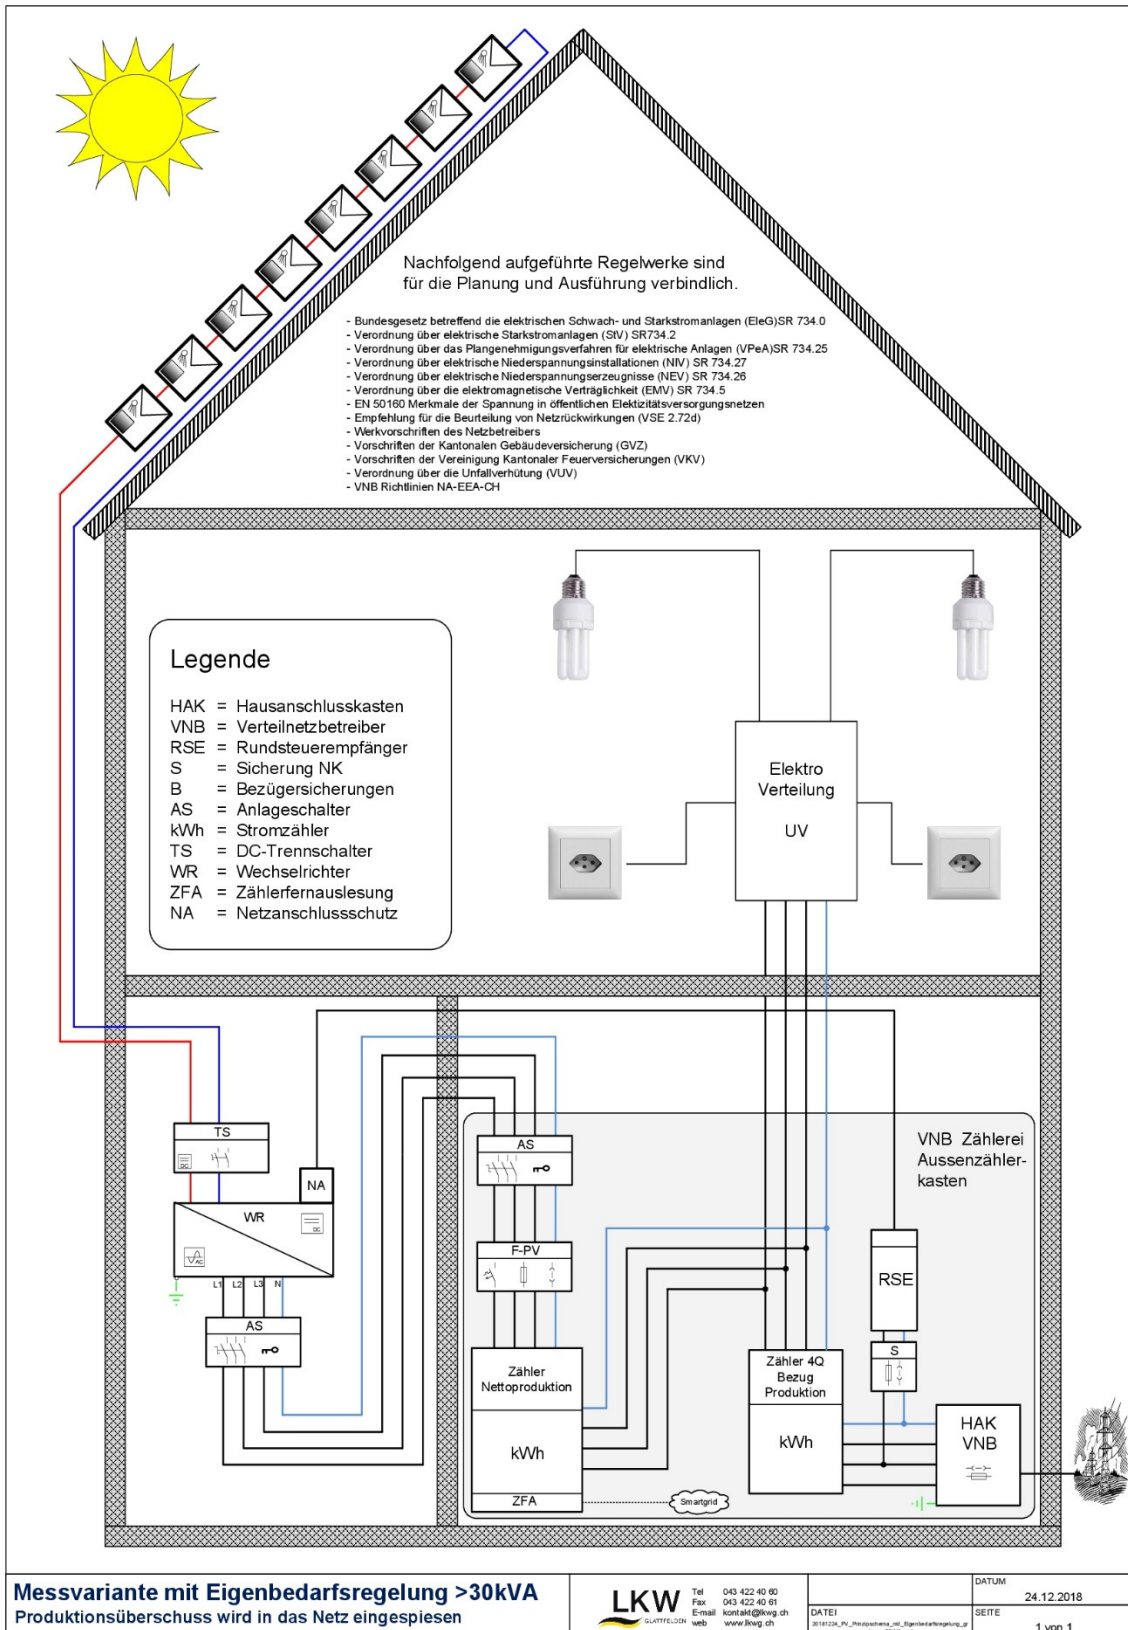 Nachfolgend aufgeführte Regelwerke sind
für die Planung und Ausführung verbindlich.
- Bundesgesetz betreffend die elektrischen Schwach- und Starkstromanlagen (EleG)SR 734.0
- Verordnung über elektrische Starkstromanlagen (StV) SR734.2
- Verordnung über das Plangenehmigungsverfahren für elektrische Anlagen (VPeA)SR 734.25
- Verordnung über elektrische Niederspannungsinstallationen (NIV) SR 734.27
- Verordnung über elektrische Niederspannungserzeugnisse (NEV) SR 734.26
- Verordnung über die elektromagnetische Verträglichkeit (EMV) SR 734.5
- EN 50160 Merkmale der Spannung in öffentlichen Elektizitätsversorgungsnetzen
- Empfehlung für die Beurteilung von Netzrückwirkungen (VSE 2.72d)
- Werkvorschriften des Netzbetreibers
- Vorschriften der Kantonalen Gebäudeversicherung (GVZ)
- Vorschriften der Vereinigung Kantonaler Feuerversicherungen (VKV)
- Verordnung über die Unfallverhütung (VUV)
- VNB Richtlinien NA-EEA-CH
Legende
HAK = Hausanschlusskasten
VNB = Verteilnetzbetreiber
RSE = Rundsteuerempfänger
S = Sicherung NK
B = Bezügersicherungen
AS = Anlageschalter
kWh = Stromzähler
TS = DC-Trennschalter
WR = Wechselrichter
ZFA = Zählerfernauslesung
NA = Netzanschlussschutz
Elektro
Verteilung
UV
TS
DC
NA
WR
DC
AC
L1 L2 L3 N
AS
AS
F-PV
Zähler
Nettoproduktion
kWh
ZFA
Smartgrid
VNB Zählerei
Aussenzähler-
kasten
RSE
S
Zähler 4Q
Bezug
Produktion
kWh
HAK
VNB
Messvariante mit Eigenbedarfsregelung >30kVA
Produktionsüberschuss wird in das Netz eingespiesen
LKW
GLATTFELDEN
Tel 043 422 40 60
Fax 043 422 40 61
E-mail kontakt@lkwg.ch
web www.lkwg.ch
DATEI
DATUM
24.12.2018
SEITE
1 von 1